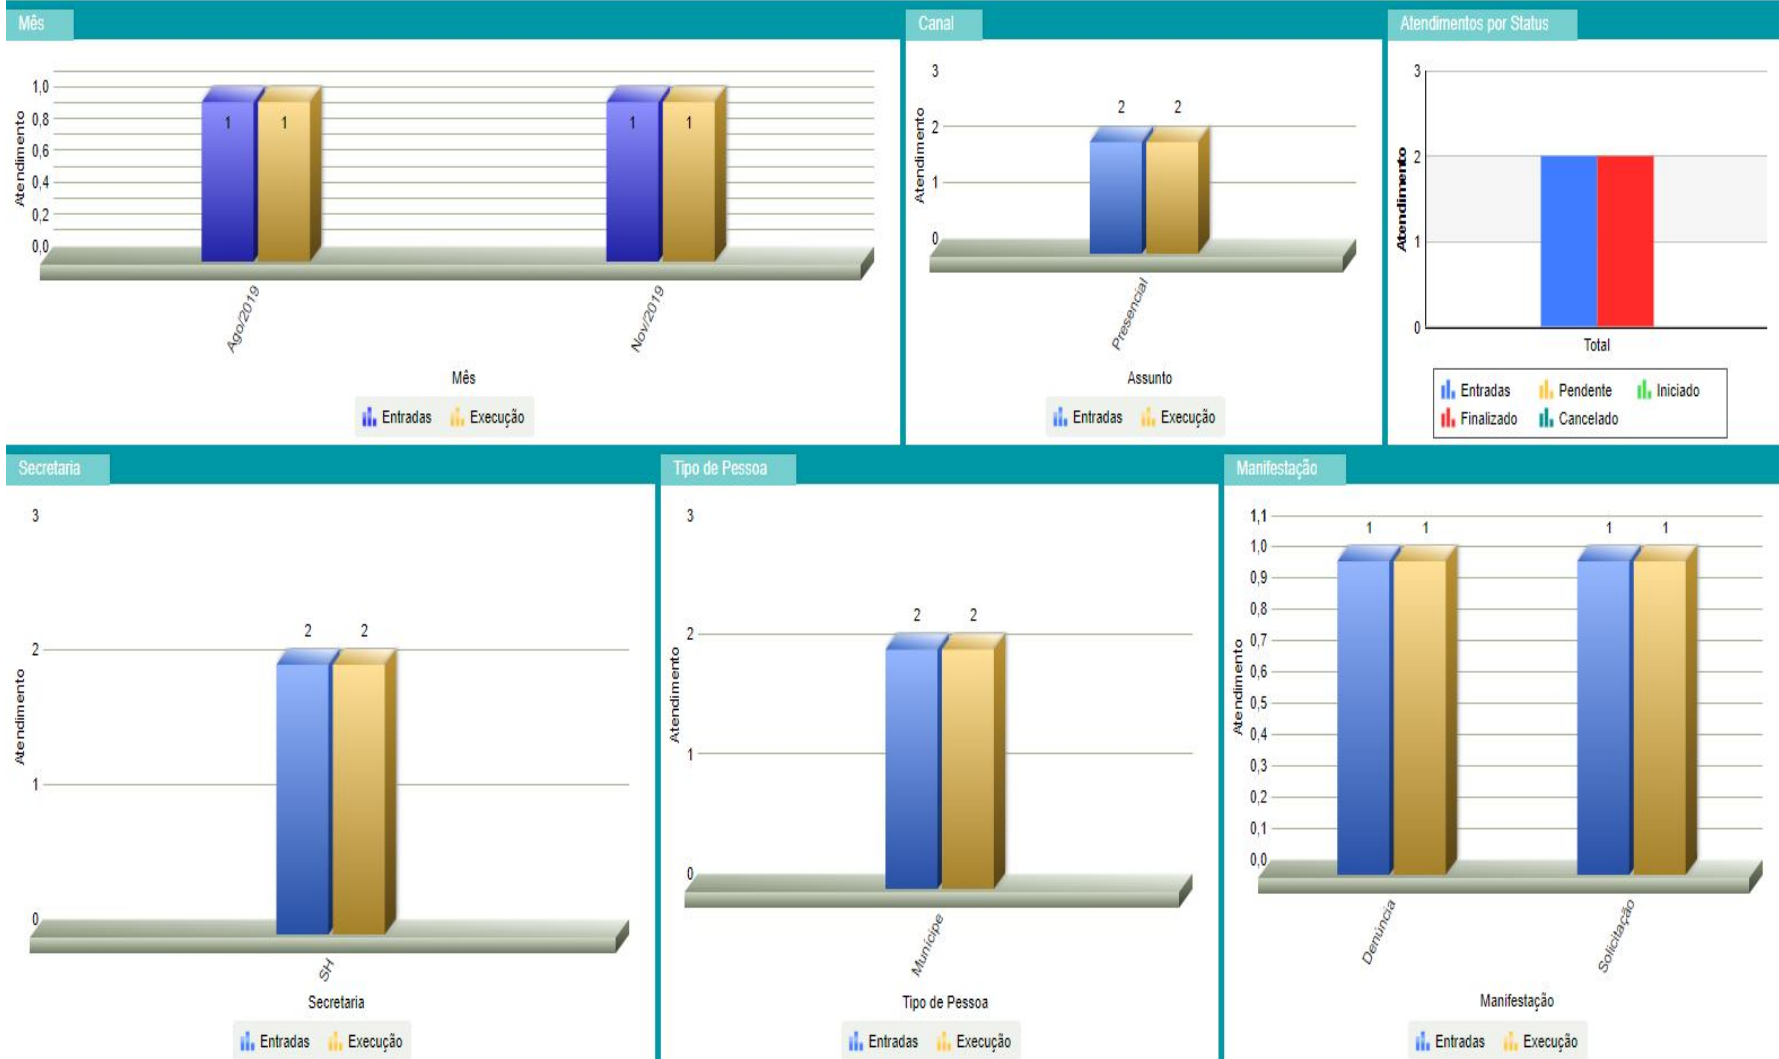 Mês
Canal
Atendimentos por Status
Atendimento
1,0
0,8
0,6
0,4
0,2
0,0
1
1
1
1
Ago/2019
Nov/2019
Mês
Entradas Execução
Atendimento
3
2
1
0
2 2
Presencial
Assunto
Entradas Execução
Atendimento
3
2
1
0
Total
Entradas Pendente Iniciado
Finalizado Cancelado
Secretaria
Tipo de Pessoa
Manifestação
Atendimento
3
2
1
0
2 2
SH
Secretaria
Entradas Execução
Atendimento
3
2
1
0
2 2
Munícipe
Tipo de Pessoa
Entradas Execução
Atendimento
1,1
1,0
0,9
0,8
0,7
0,6
0,5
0,4
0,3
0,2
0,1
0,0
1 1 1 1
Denúncia
Solicitação
Manifestação
Entradas Execução